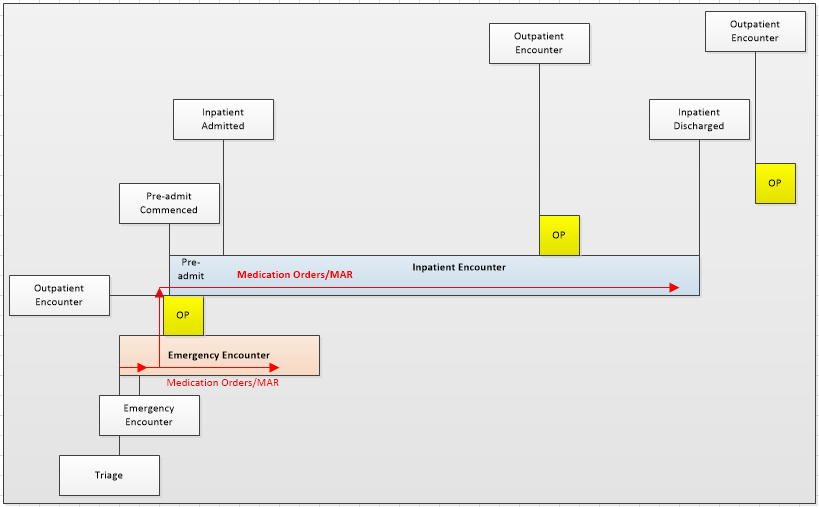 Outpatient
Encounter
Outpatient
Encounter
Inpatient
Admitted
Inpatient
Discharged
OP
Pre-admit
Commenced
OP
Pre-
admit
Inpatient Encounter
Medication Orders/MAR
Outpatient
Encounter
OP
Emergency Encounter
Medication Orders/MAR
Emergency
Encounter
Triage